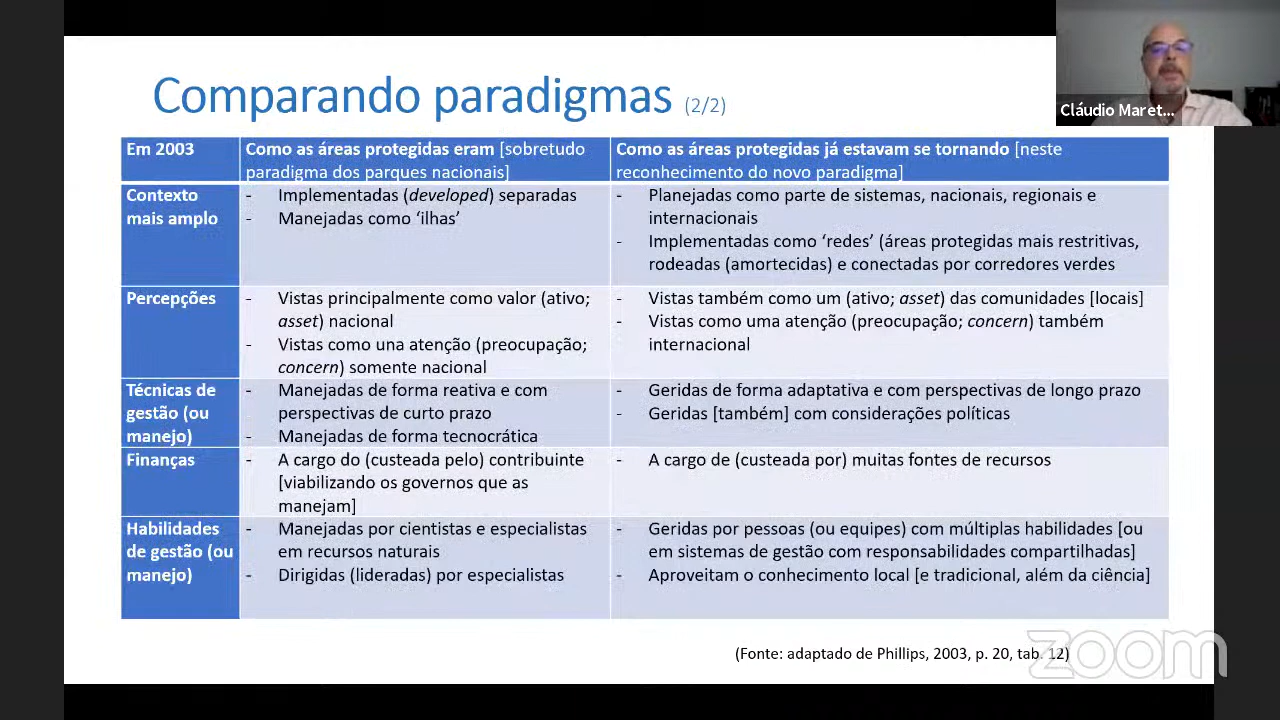 Comparando paradigmas (2/2)
Cláudio Maret...
Em 2003
Como as áreas protegidas eram [sobretudo
paradigma dos parques nacionais]
Como as áreas protegidas já estavam se tornando [neste
reconhecimento do novo paradigma]
Contexto
mais amplo
- Implementadas (developed) separadas
- Manejadas como ‘ilhas’
- Planejadas como parte de sistemas, nacionais, regionais e
internacionais
- Implementadas como ‘redes’ (áreas protegidas mais restritivas,
rodeadas (amortecidas) e conectadas por corredores verdes
Percepções
- Vistas principalmente como valor (ativo;
asset) nacional
- Vistas como una atenção (preocupação;
concern) somente nacional
- Vistas também como um (ativo; asset) das comunidades [locais]
- Vistas como uma atenção (preocupação; concern) também
internacional
Técnicas de
gestão (ou
manejo)
- Manejadas de forma reativa e com
perspectivas de curto prazo
- Manejadas de forma tecnocrática
- Geridas de forma adaptativa e com perspectivas de longo prazo
- Geridas [também] com considerações políticas
Finanças
- A cargo do (custeada pelo) contribuinte
[viabilizando os governos que as
manejam]
- A cargo de (custeada por) muitas fontes de recursos
Habilidades
de gestão (ou
manejo)
- Manejadas por cientistas e especialistas
em recursos naturais
- Dirigidas (lideradas) por especialistas
- Geridas por pessoas (ou equipes) com múltiplas habilidades [ou
em sistemas de gestão com responsabilidades compartilhadas]
- Aproveitam o conhecimento local [e tradicional, além da ciência]
(Fonte: adaptado de Phillips, 2003, p. 20, tab. 12)
zoom